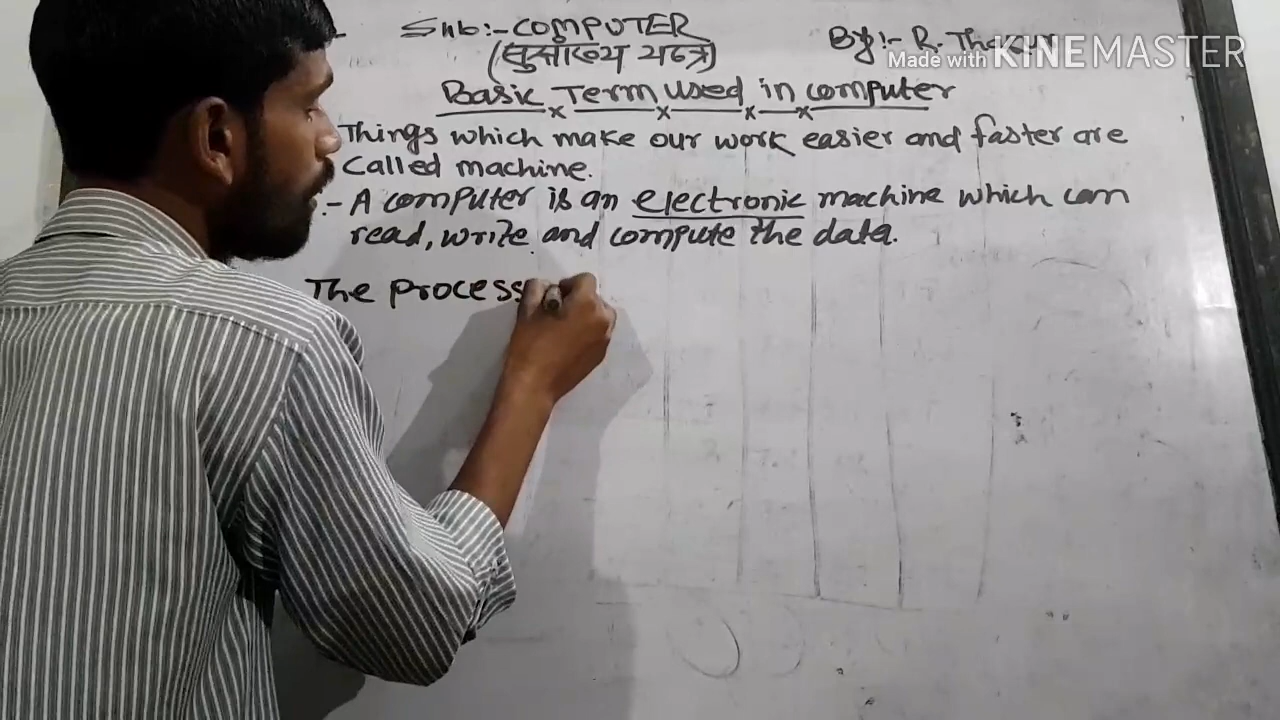 Sub:- COMPUTER
By:- R. Thakur
Made with KINEMASTER
Basic Term used in computer
Things which make our work easier and faster are
called machine.
:- A computer is an electronic machine which can
read, write and compute the data.
The process